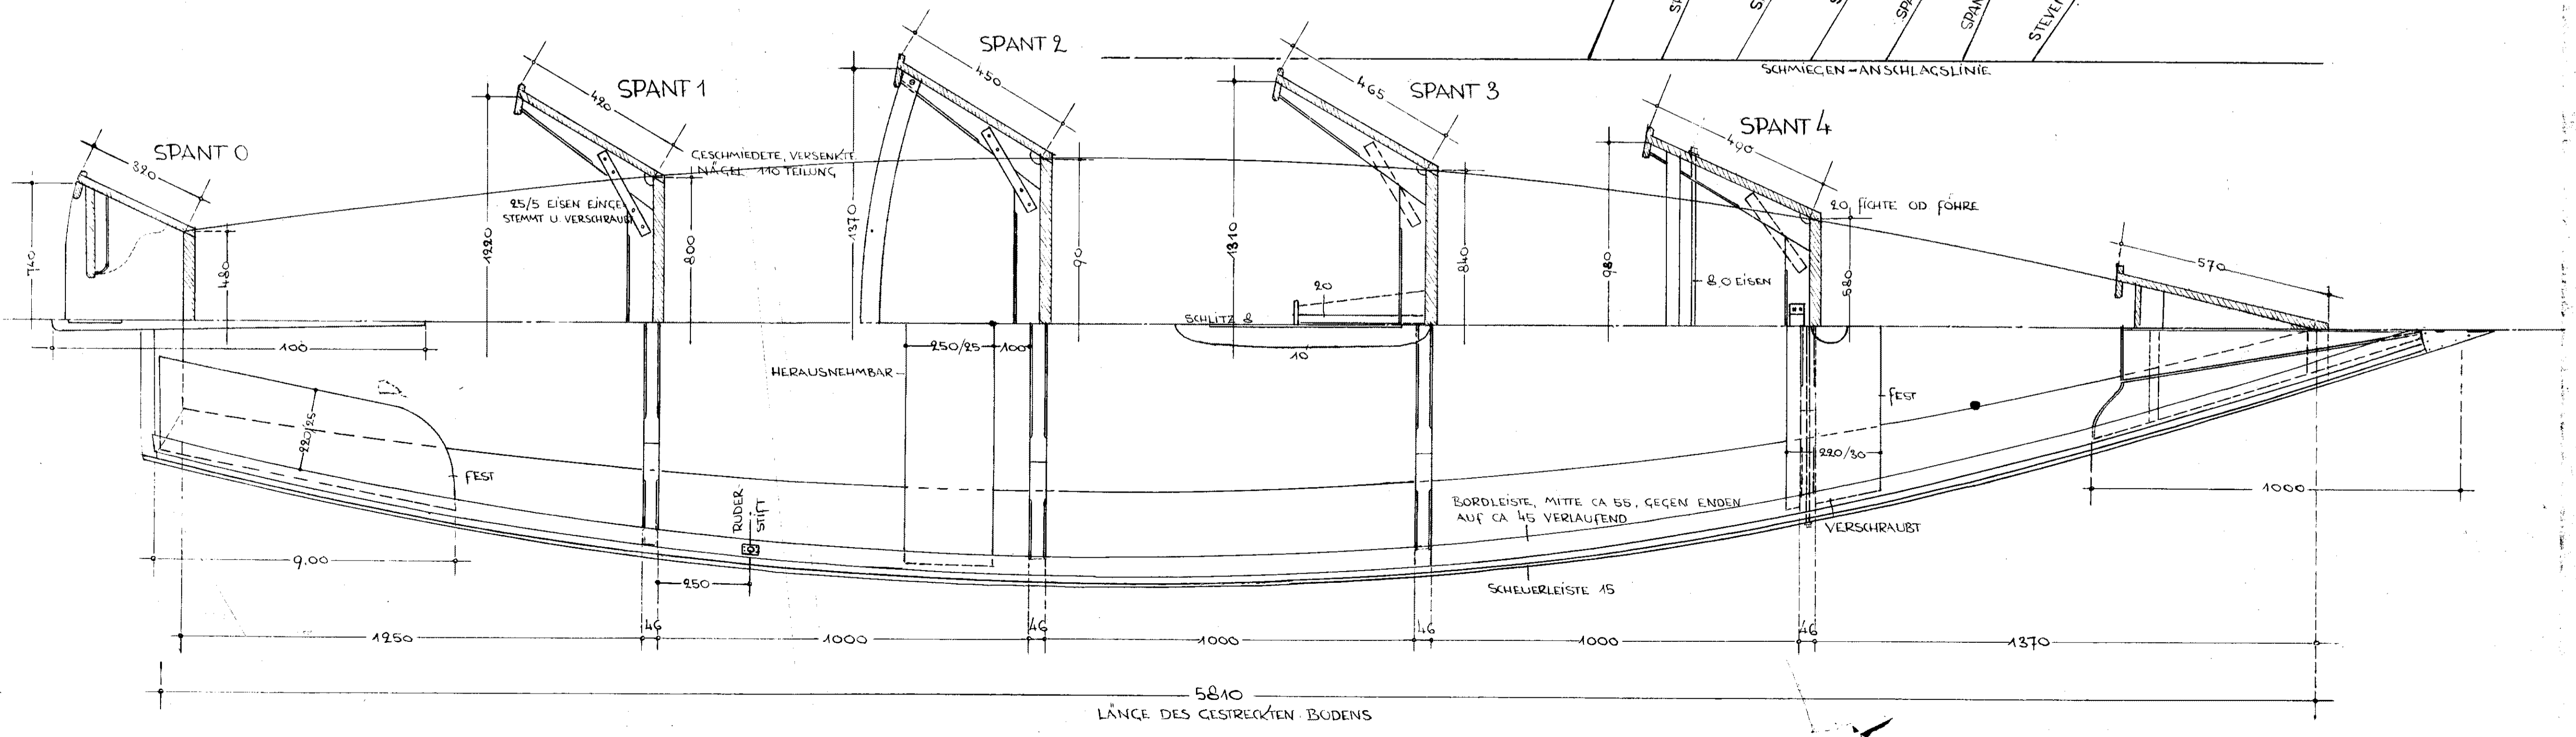 SPANT 0
320
740
480
SPANT 1
420
1220
800
25/5 EISEN EINGE-
STEMMT U. VERSCHRAUBT
GESCHMIEDETE, VERSENKTE
NÄGEL 110 TEILUNG
SPANT 2
450
1370
90
SPANT 3
465
1310
840
20
SCHLITZ 8
10
SCHMIEGEN-ANSCHLAGSLINIE
SPANT 4
490
980
8,0 EISEN
580
20 FICHTE OD FÖHRE
570
100
250/25
100
HERAUSNEHMBAR
220/25
FEST
FEST
220/30
RUDER-
STIFT
BORDLEISTE, MITTE CA 55, GEGEN ENDEN
AUF CA 45 VERLAUFEND
VERSCHRAUBT
1000
9.00
250
SCHEUERLEISTE 15
1250
46
1000
46
1000
46
1000
46
1370
5810
LÄNGE DES GESTRECKTEN BODENS